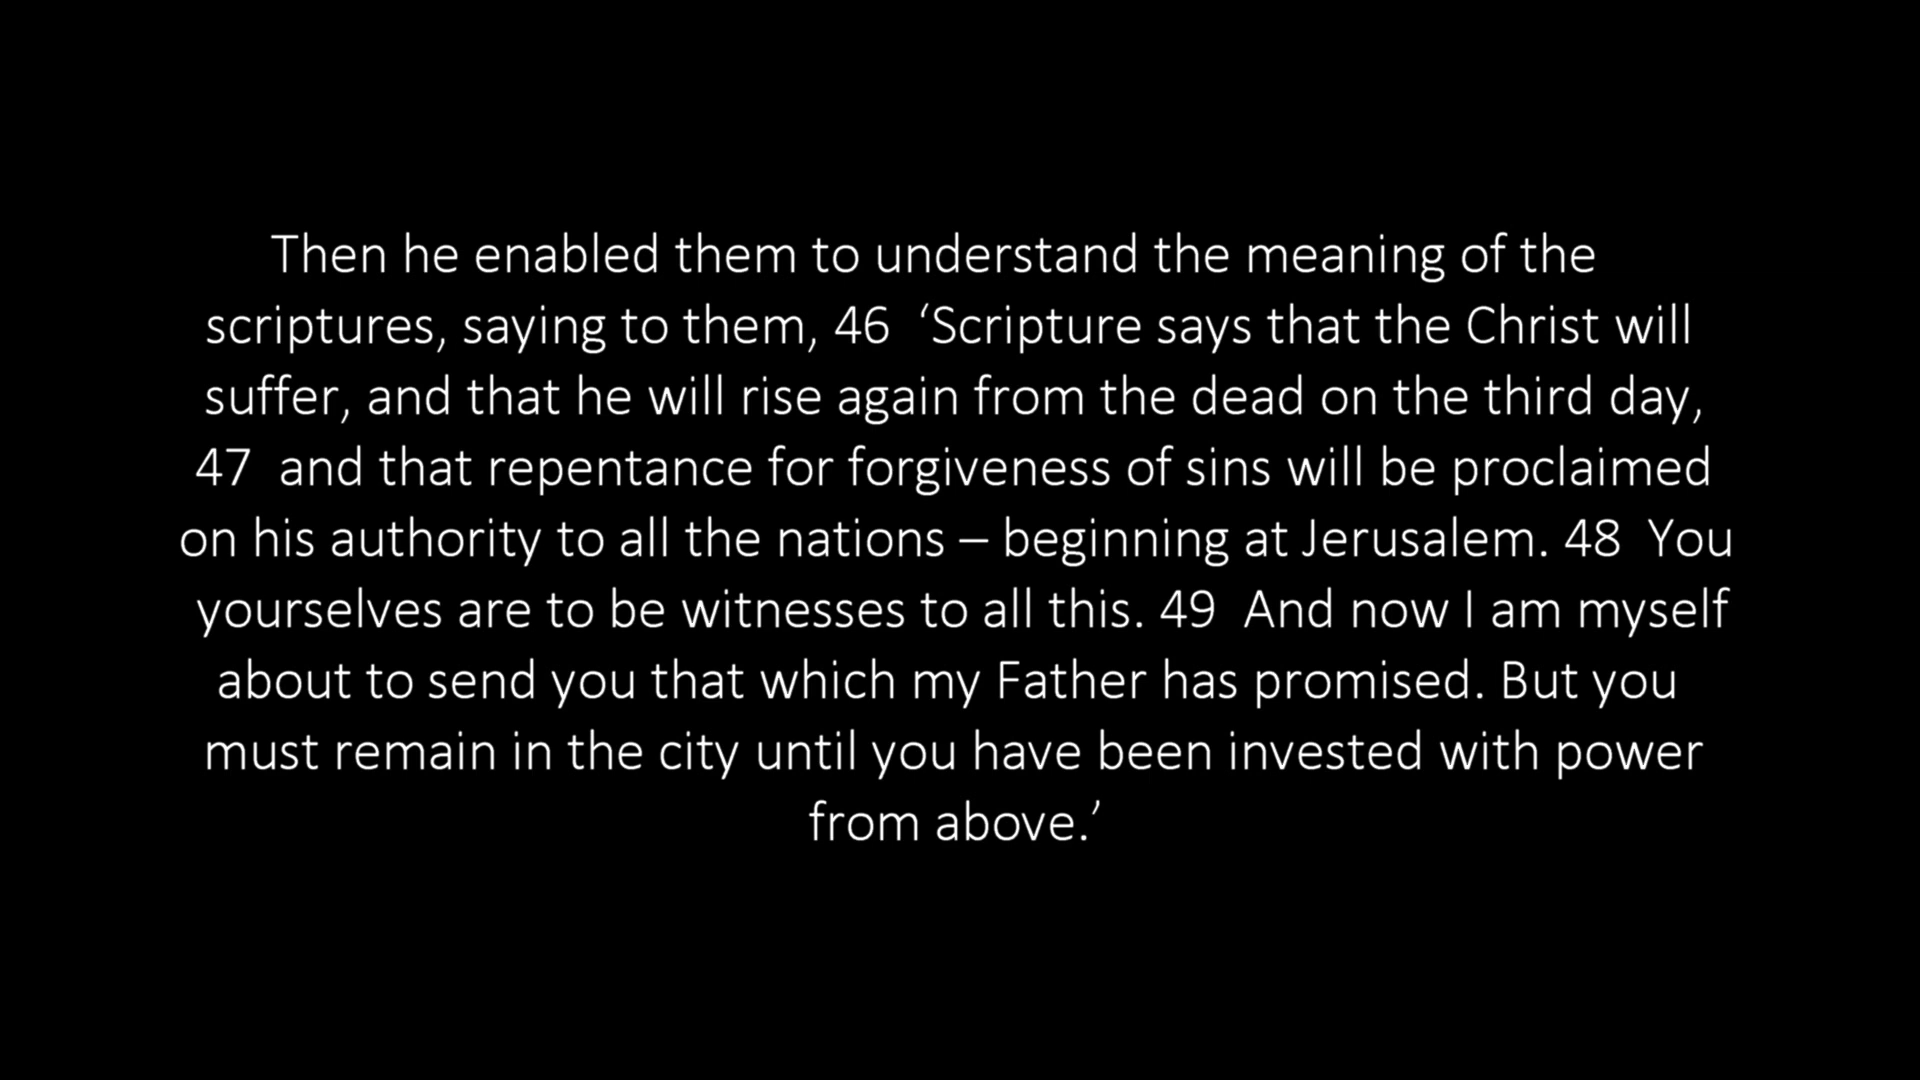 Then he enabled them to understand the meaning of the
scriptures, saying to them, 46  ‘Scripture says that the Christ will
suffer, and that he will rise again from the dead on the third day,
47  and that repentance for forgiveness of sins will be proclaimed
on his authority to all the nations – beginning at Jerusalem. 48  You
yourselves are to be witnesses to all this. 49  And now I am myself
about to send you that which my Father has promised. But you
must remain in the city until you have been invested with power
from above.’